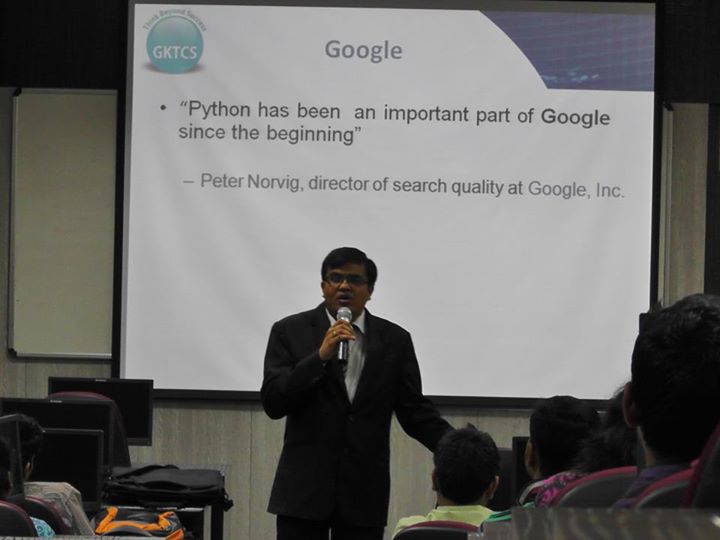 Think Beyond Success
GKTCS
Google
• “Python has been an important part of Google
since the beginning”
– Peter Norvig, director of search quality at Google, Inc.